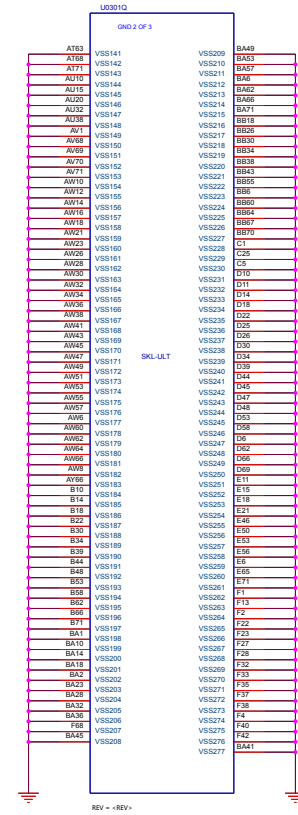 U0301Q
GND 2 OF 3
AT63 VSS141 VSS209 BA49
AT68 VSS142 VSS210 BA53
AT71 VSS143 VSS211 BA57
AU10 VSS144 VSS212 BA6
AU15 VSS145 VSS213 BA62
AU20 VSS146 VSS214 BA66
AU32 VSS147 VSS215 BA71
AU38 VSS148 VSS216 BB18
AV1 VSS149 VSS217 BB26
AV68 VSS150 VSS218 BB30
AV69 VSS151 VSS219 BB34
AV70 VSS152 VSS220 BB38
AV71 VSS153 VSS221 BB43
AW10 VSS154 VSS222 BB55
AW12 VSS155 VSS223 BB6
AW14 VSS156 VSS224 BB60
AW16 VSS157 VSS225 BB64
AW18 VSS158 VSS226 BB67
AW21 VSS159 VSS227 BB70
AW23 VSS160 VSS228 C1
AW26 VSS161 VSS229 C25
AW28 VSS162 VSS230 C5
AW30 VSS163 VSS231 D10
AW32 VSS164 VSS232 D11
AW34 VSS165 VSS233 D14
AW36 VSS166 VSS234 D18
AW38 VSS167 VSS235 D22
AW41 VSS168 VSS236 D25
AW43 VSS169 VSS237 D26
AW45 VSS170 VSS238 D30
AW47 VSS171 SKL-ULT VSS239 D34
AW49 VSS172 VSS240 D39
AW51 VSS173 VSS241 D44
AW53 VSS174 VSS242 D45
AW55 VSS175 VSS243 D47
AW57 VSS176 VSS244 D48
AW6 VSS177 VSS245 D53
AW60 VSS178 VSS246 D58
AW62 VSS179 VSS247 D6
AW64 VSS180 VSS248 D62
AW66 VSS181 VSS249 D66
AW8 VSS182 VSS250 D69
AY66 VSS183 VSS251 E11
B10 VSS184 VSS252 E15
B14 VSS185 VSS253 E18
B18 VSS186 VSS254 E21
B22 VSS187 VSS255 E46
B30 VSS188 VSS256 E50
B34 VSS189 VSS257 E53
B39 VSS190 VSS258 E56
B44 VSS191 VSS259 E6
B48 VSS192 VSS260 E65
B53 VSS193 VSS261 E71
B58 VSS194 VSS262 F1
B62 VSS195 VSS263 F13
B66 VSS196 VSS264 F2
B71 VSS197 VSS265 F22
BA1 VSS198 VSS266 F23
BA10 VSS199 VSS267 F27
BA14 VSS200 VSS268 F28
BA18 VSS201 VSS269 F32
BA2 VSS202 VSS270 F33
BA23 VSS203 VSS271 F35
BA28 VSS204 VSS272 F37
BA32 VSS205 VSS273 F38
BA36 VSS206 VSS274 F4
F68 VSS207 VSS275 F40
BA45 VSS208 VSS276 F42
VSS277 BA41
REV = <REV>